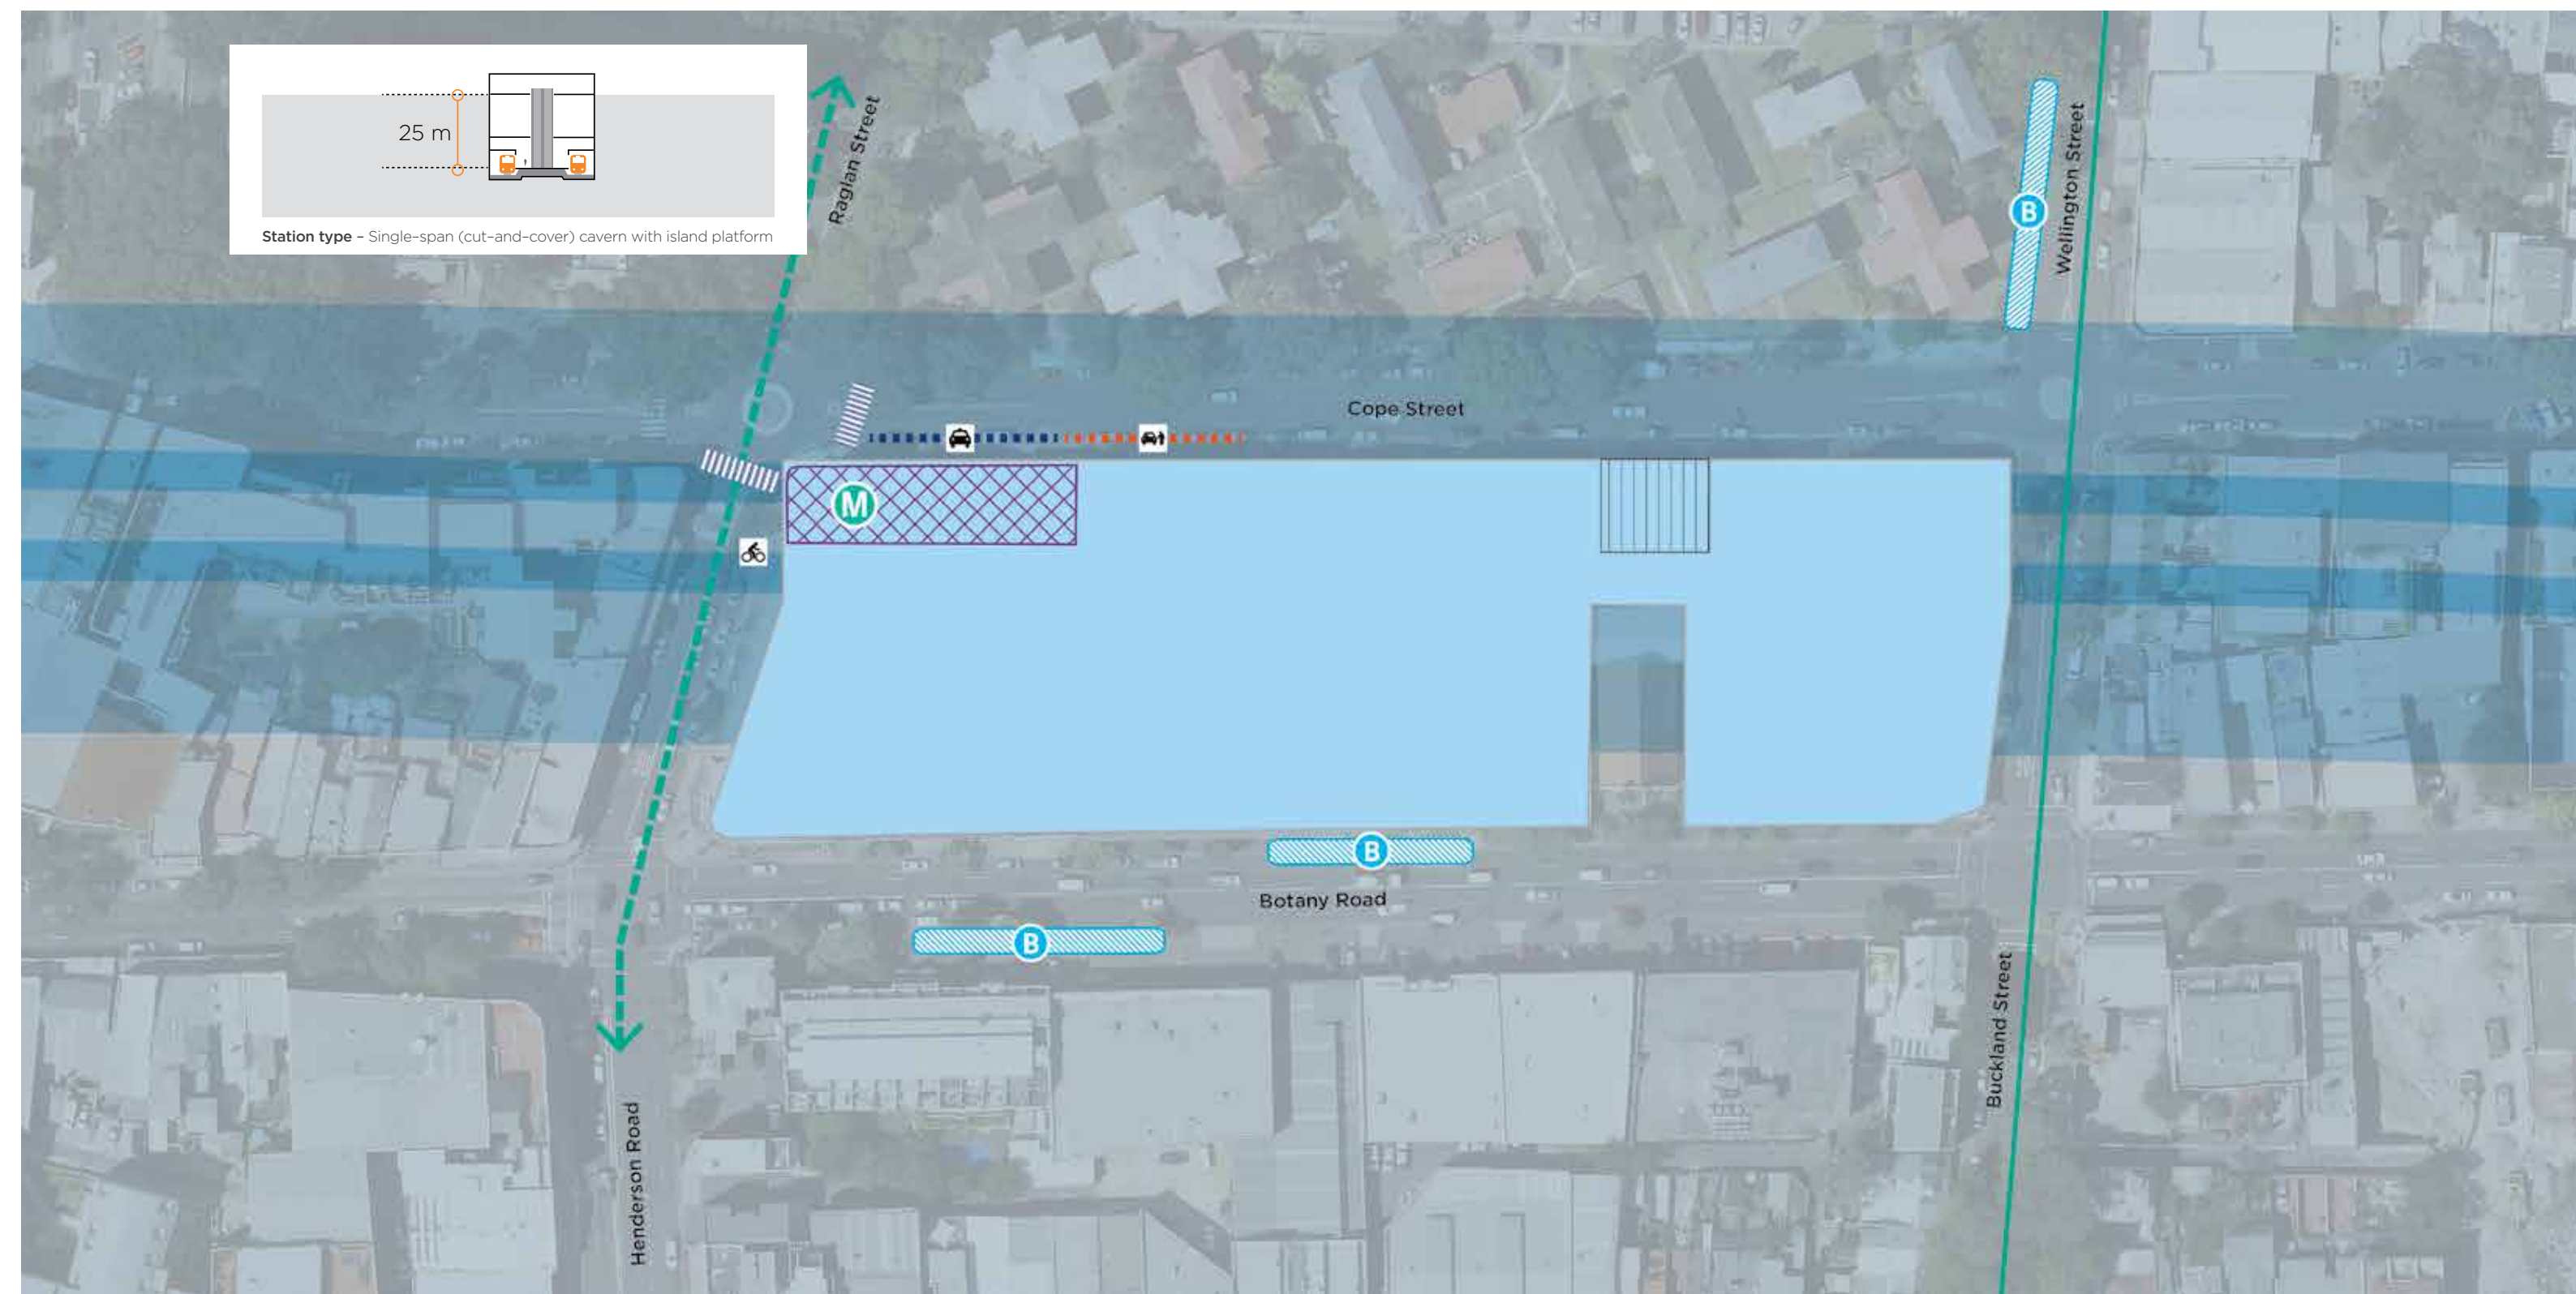 25 m
Station type – Single-span (cut-and-cover) cavern with island platform
Raglan Street
Wellington Street
B
Cope Street
M
B
Botany Road
B
Buckland Street
Henderson Road